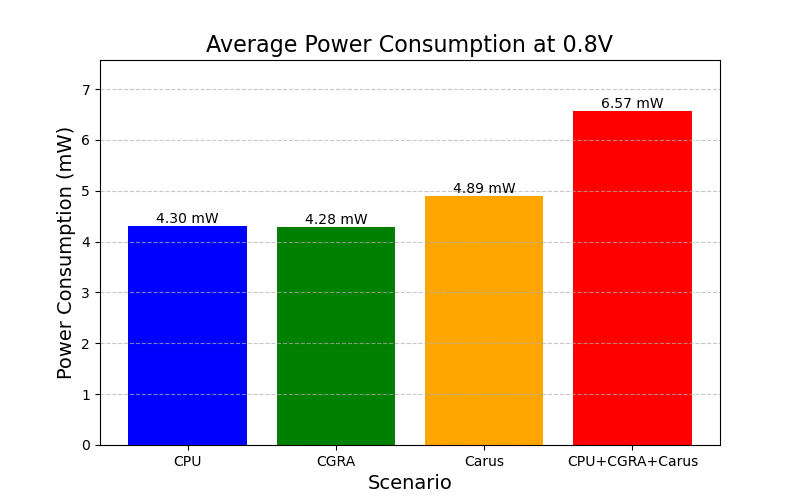 Average Power Consumption at 0.8V
Power Consumption (mW)
7
6
5
4
3
2
1
0
4.30 mW
4.28 mW
4.89 mW
6.57 mW
CPU
CGRA
Carus
CPU+CGRA+Carus
Scenario